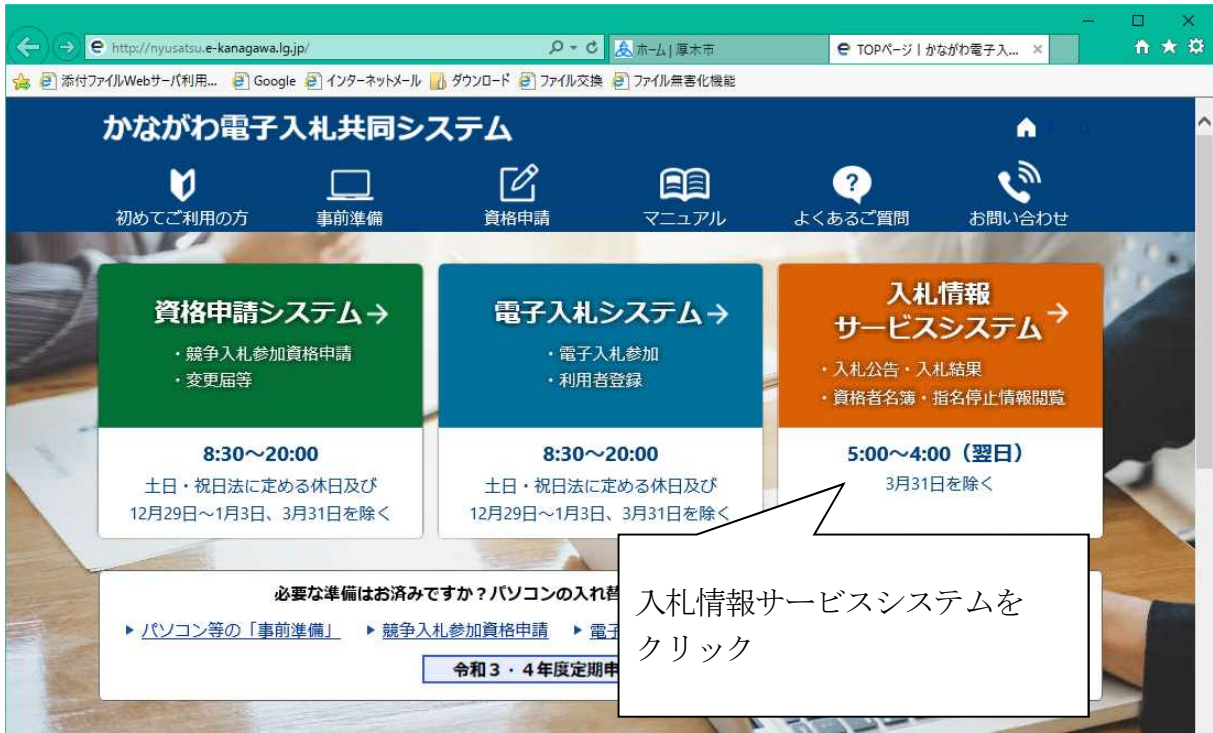 http://nyusatsu.e-kanagawa.lg.jp/
ホーム | 厚木市
TOPページ | かながわ電子入...
添付ファイルWebサーバ利用...
Google
インターネットメール
ダウンロード
ファイル交換
ファイル無害化機能
かながわ電子入札共同システム
初めてご利用の方
事前準備
資格申請
マニュアル
よくあるご質問
お問い合わせ
資格申請システム→
・競争入札参加資格申請
・変更届等
8:30～20:00
土日・祝日法に定める休日及び
12月29日～1月3日、3月31日を除く
電子入札システム→
・電子入札参加
・利用者登録
8:30～20:00
土日・祝日法に定める休日及び
12月29日～1月3日、3月31日を除く
入札情報
サービスシステム→
・入札公告・入札結果
・資格者名簿・指名停止情報閲覧
5:00～4:00（翌日）
3月31日を除く
必要な準備はお済みですか？パソコンの入れ替
パソコン等の「事前準備」
競争入札参加資格申請
電子
令和３・４年度定期申
入札情報サービスシステムを
クリック